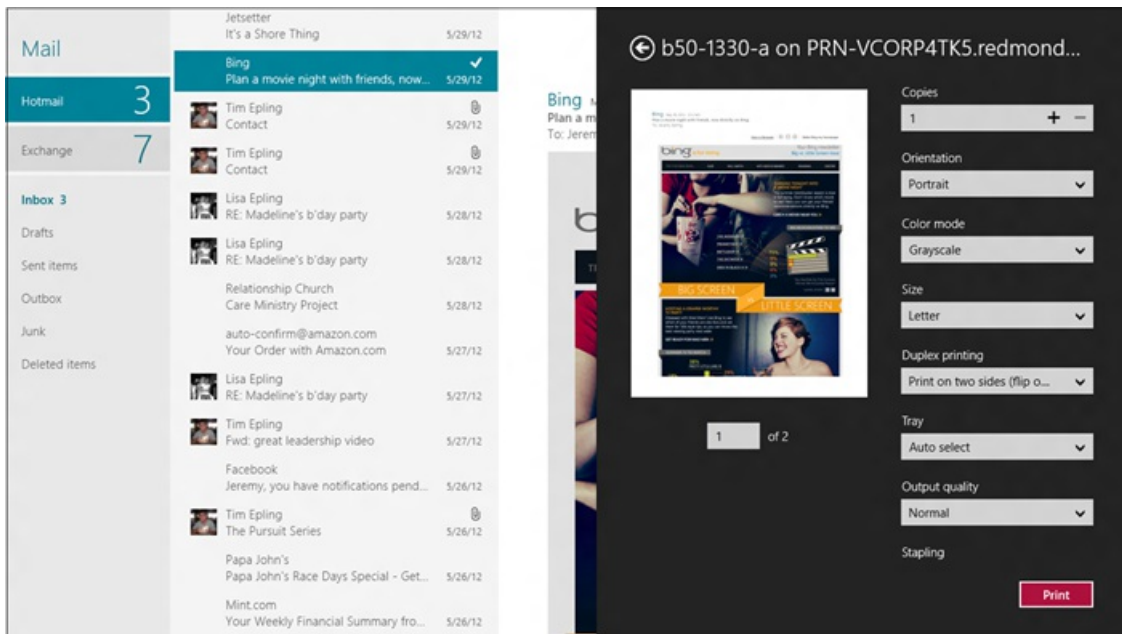 Mail
Hotmail 3
Exchange 7
Inbox 3
Drafts
Sent items
Outbox
Junk
Deleted items
Jetsetter
It's a Shore Thing 5/29/12
Bing
Plan a movie night with friends, now... 5/29/12
Tim Epling
Contact 5/29/12
Tim Epling
Contact 5/29/12
Lisa Epling
RE: Madeline's b'day party 5/28/12
Lisa Epling
RE: Madeline's b'day party 5/28/12
Relationship Church
Care Ministry Project 5/28/12
auto-confirm@amazon.com
Your Order with Amazon.com 5/27/12
Lisa Epling
RE: Madeline's b'day party 5/27/12
Tim Epling
Fwd: great leadership video 5/27/12
Facebook
Jeremy, you have notifications pend... 5/26/12
Tim Epling
The Pursuit Series 5/26/12
Papa John's
Papa John's Race Days Special - Get... 5/26/12
Mint.com
Your Weekly Financial Summary fro... 5/26/12
Bing
Plan a m
To: Jerem
b50-1330-a on PRN-VCORP4TK5.redmond...
Bing
bing
BIG SCREEN
LITTLE SCREEN
1 of 2
Copies
1
Orientation
Portrait
Color mode
Grayscale
Size
Letter
Duplex printing
Print on two sides (flip o...
Tray
Auto select
Output quality
Normal
Stapling
Print